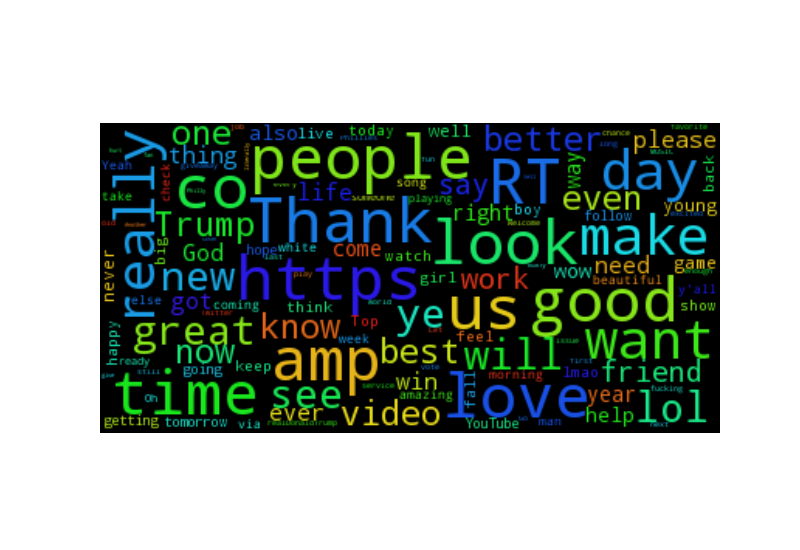 one
job
also
live
today
well
better
chance
favorite
please
really
Yeah
thing
check
people
life
someone
song
playing
say
RT
way
even
day
back
young
take
co
Trump
Thank
right
boy
follow
excited
look
make
God
big
never
hope
white
come
watch
wow
need
game
beautiful
enough
new
https
play
girl
work
y'all
else
got
coming
think
world
us
good
show
great
know
Top
ye
feel
issue
want
happy
now
week
amp
best
will
first
friend
ready
going
keep
vote
service
win
lmao
morning
fall
year
fucking
time
Oh
see
still
amazing
love
help
lol
getting
tomorrow
via
ever
realDonaldTrump
video
YouTube
man
next